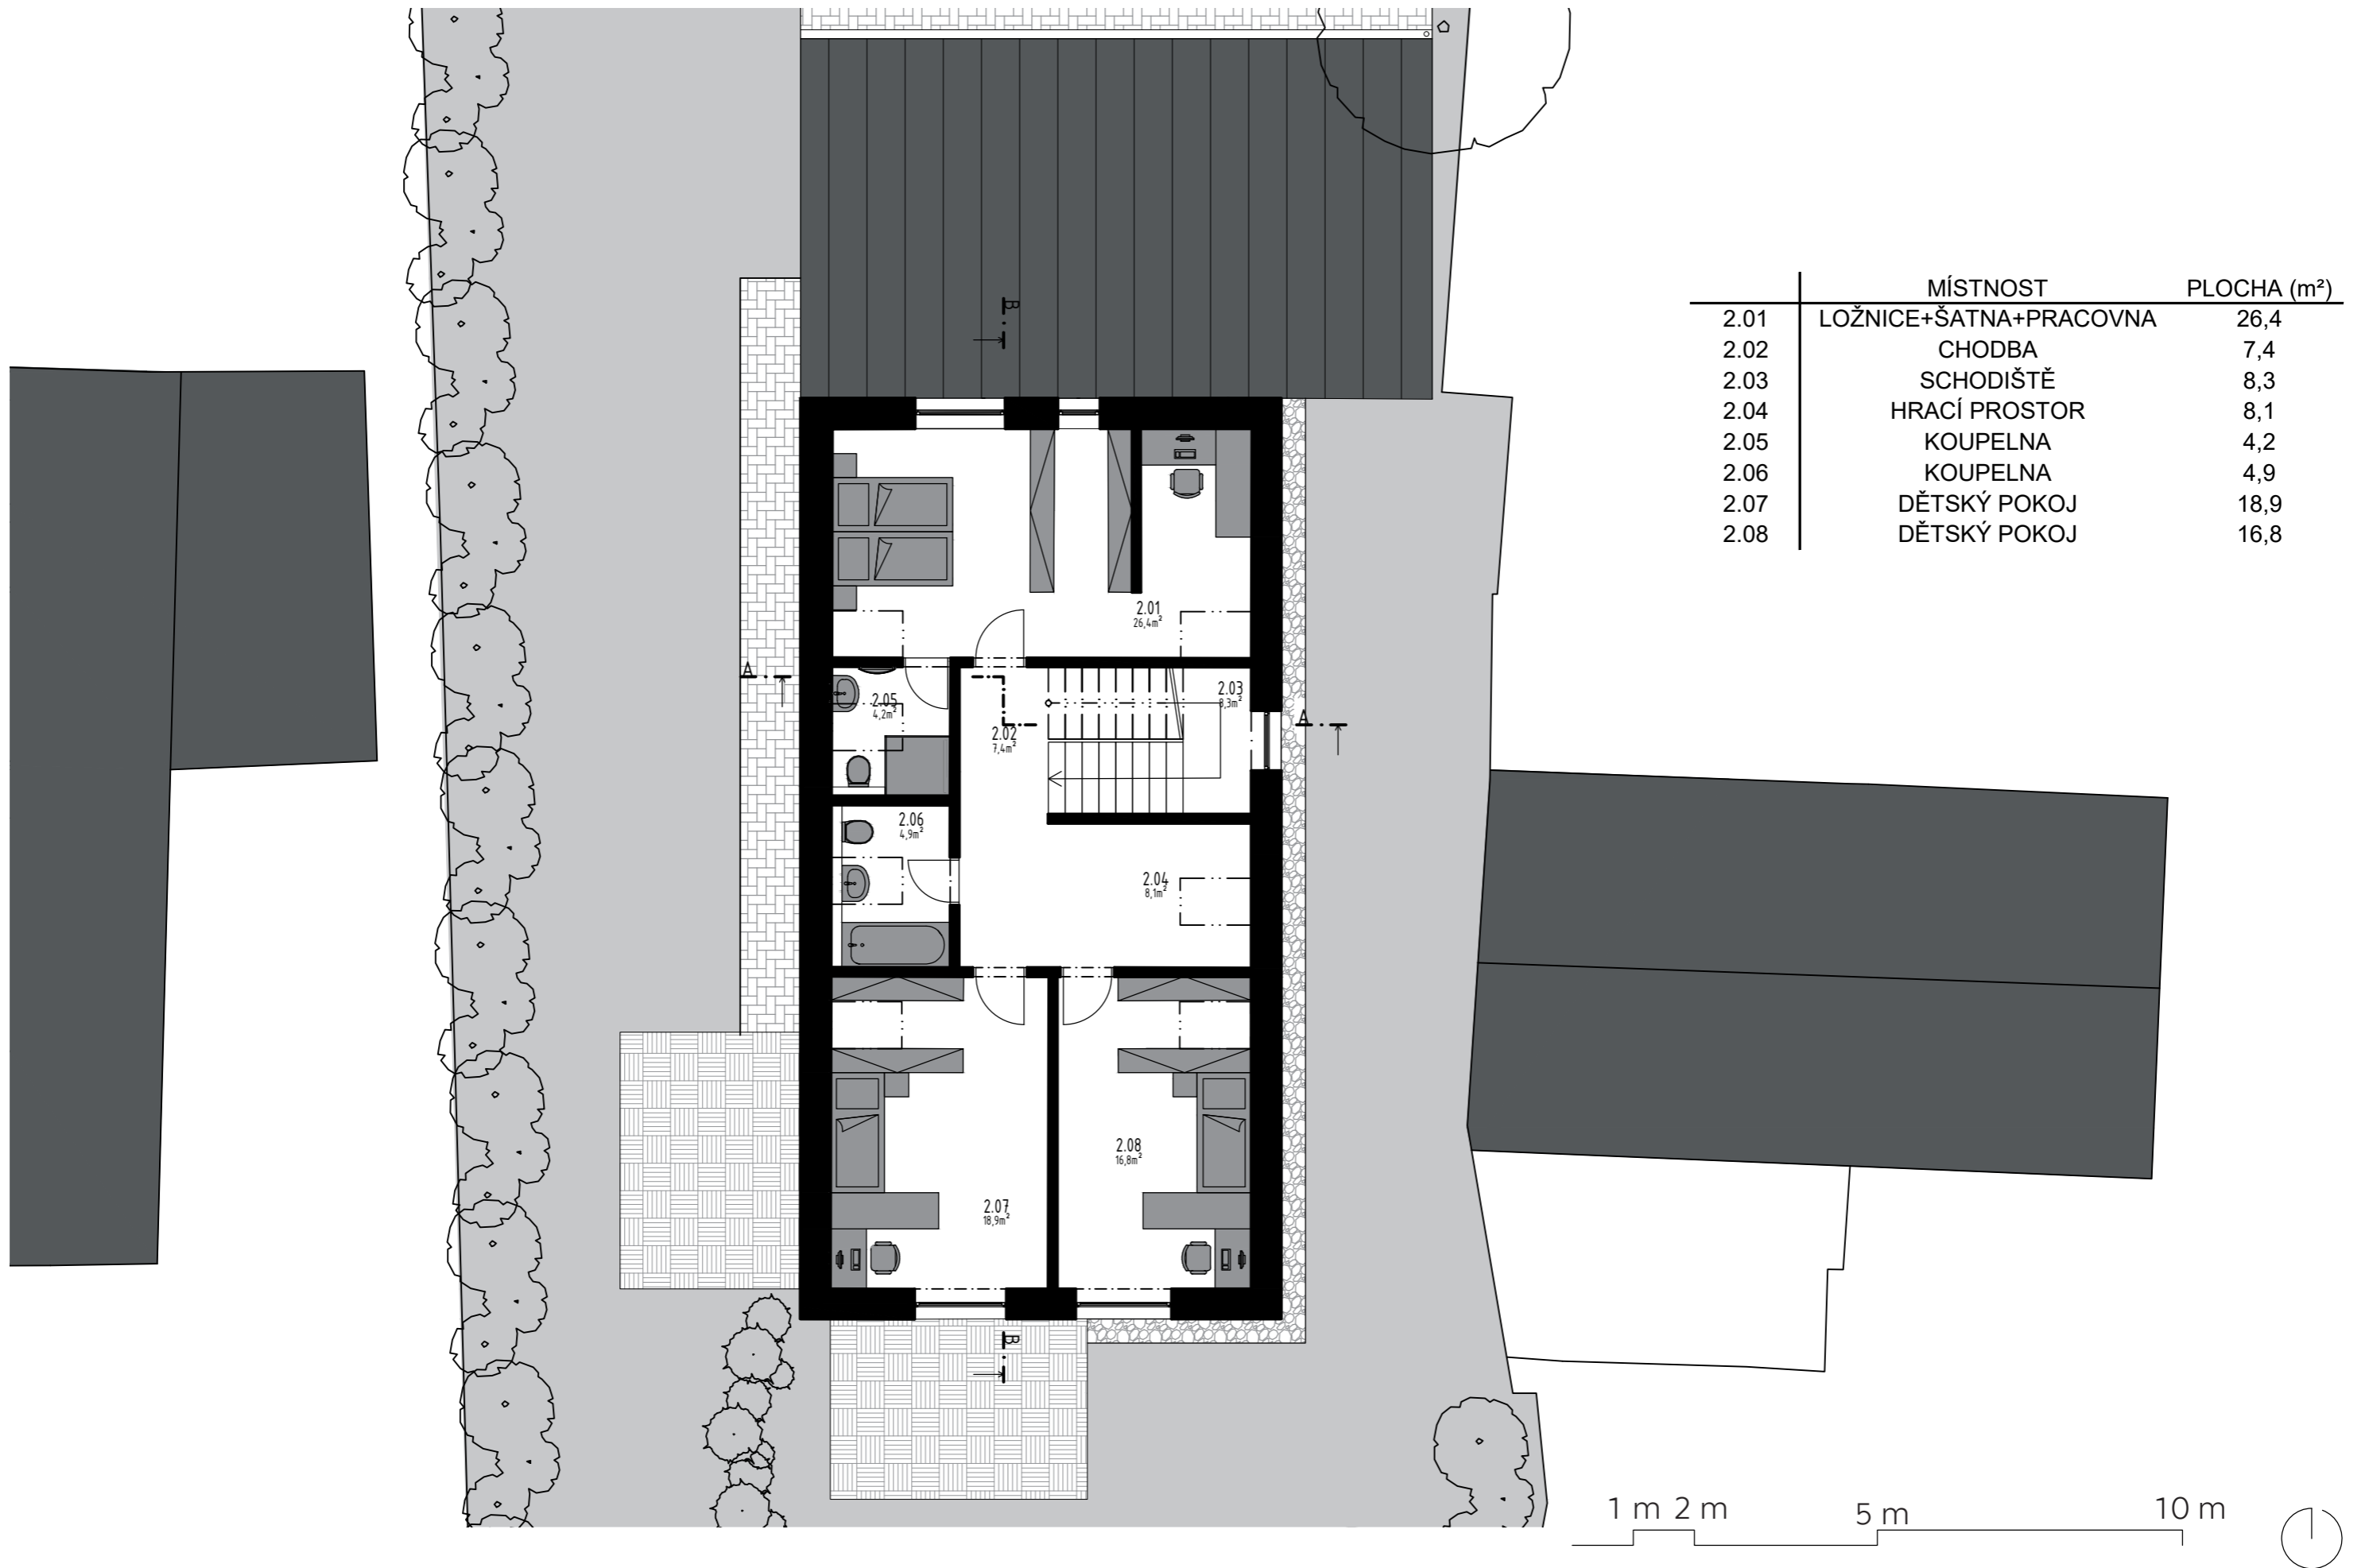 B
MÍSTNOST PLOCHA (m²)
2.01 LOŽNICE+ŠATNA+PRACOVNA 26,4
2.02 CHODBA 7,4
2.03 SCHODIŠTĚ 8,3
2.04 HRACÍ PROSTOR 8,1
2.05 KOUPELNA 4,2
2.06 KOUPELNA 4,9
2.07 DĚTSKÝ POKOJ 18,9
2.08 DĚTSKÝ POKOJ 16,8
2.01
26,4m²
A
2.05
4,2m²
2.03
8,3m²
A
2.02
7,4m²
2.06
4,9m²
2.04
8,1m²
2.08
16,8m²
2.07
18,9m²
B
1 m 2 m 5 m 10 m